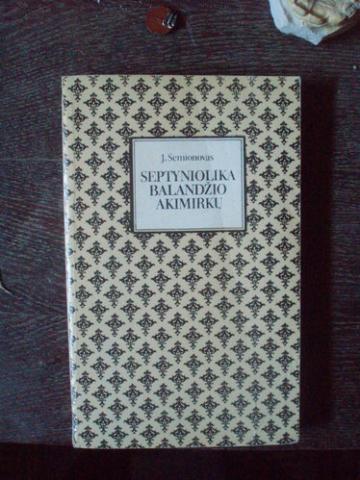 J. Semionovas
SEPTYNIOLIKA
BALANDŽIO
AKIMIRKŲ